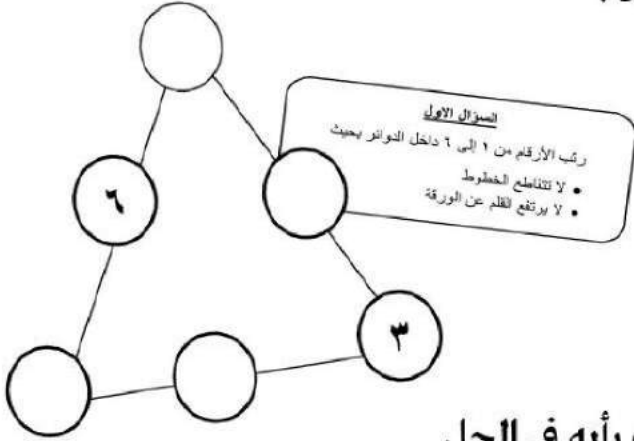 السؤال الاول
رتب الأرقام من ١ إلى ٦ داخل الدوائر بحيث
• لا تتقاطع الخطوط
• لا يرتفع القلم عن الورقة
٦
٣